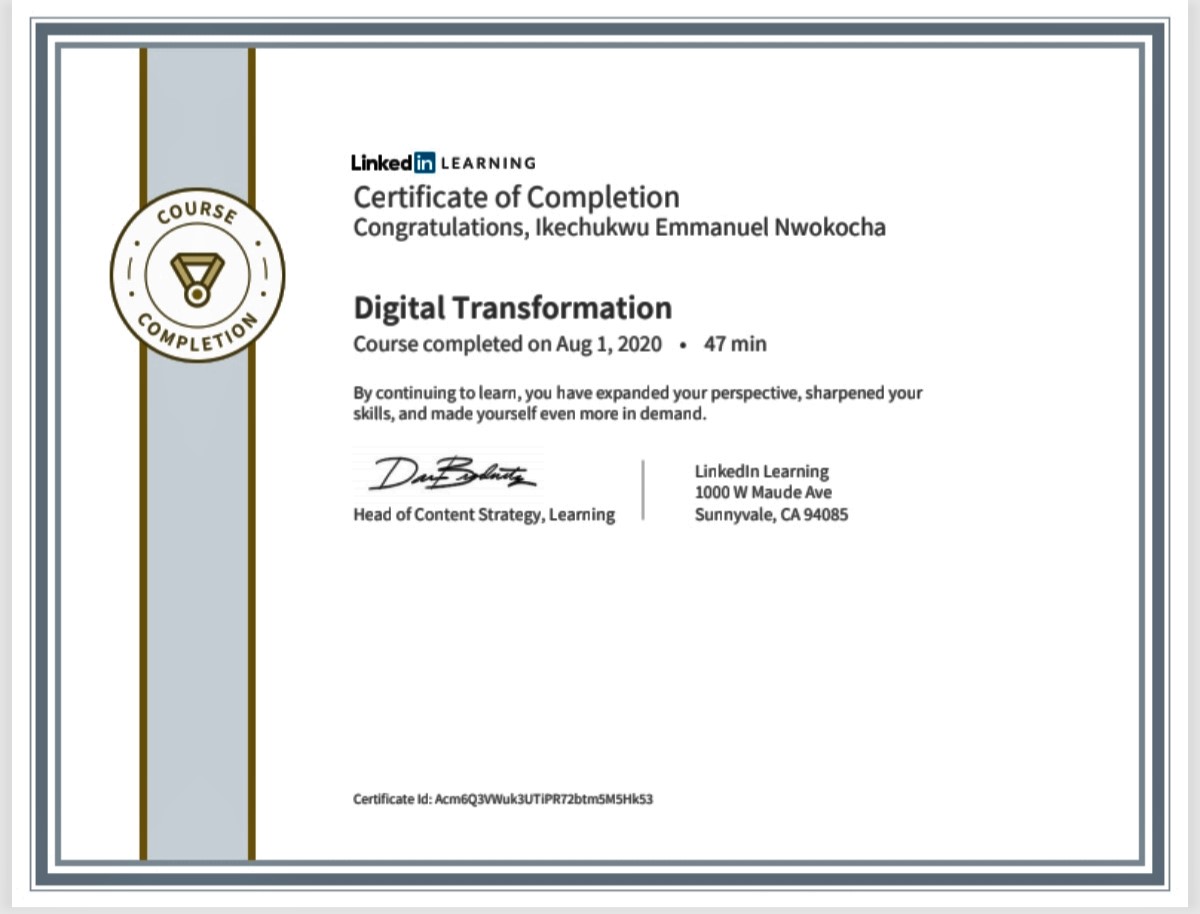 LinkedIn LEARNING
Certificate of Completion
Congratulations, Ikechukwu Emmanuel Nwokocha
COURSE
COMPLETION
Digital Transformation
Course completed on Aug 1, 2020 • 47 min
By continuing to learn, you have expanded your perspective, sharpened your
skills, and made yourself even more in demand.
Head of Content Strategy, Learning
LinkedIn Learning
1000 W Maude Ave
Sunnyvale, CA 94085
Certificate Id: Acm6Q3VWuk3UTiPR72btm5M5Hk53